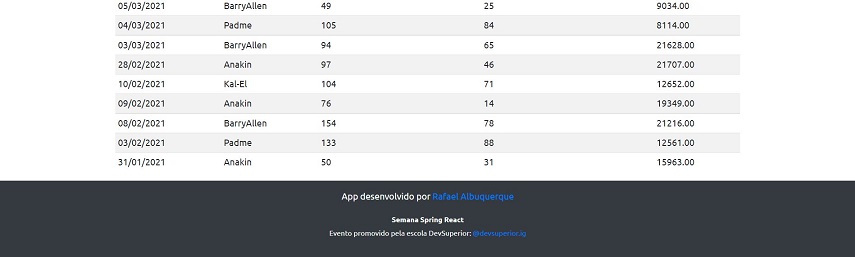 05/03/2021 BarryAllen 49 25 9034.00
04/03/2021 Padme 105 84 8114.00
03/03/2021 BarryAllen 94 65 21628.00
28/02/2021 Anakin 97 46 21707.00
10/02/2021 Kal-El 104 71 12652.00
09/02/2021 Anakin 76 14 19349.00
08/02/2021 BarryAllen 154 78 21216.00
03/02/2021 Padme 133 88 12561.00
31/01/2021 Anakin 50 31 15963.00
App desenvolvido por Rafael Albuquerque
Semana Spring React
Evento promovido pela escola DevSuperior: @devsuperior.ig